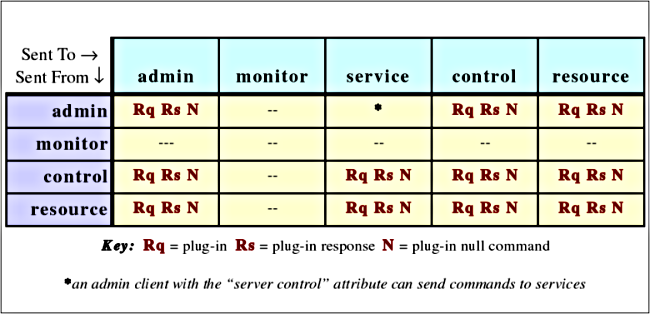 Sent To →
Sent From ↓ admin monitor service control resource
admin Rq Rs N -- * Rq Rs N Rq Rs N
monitor --- -- -- -- --
control Rq Rs N -- Rq Rs N Rq Rs N Rq Rs N
resource Rq Rs N -- Rq Rs N Rq Rs N Rq Rs N
Key: Rq = plug-in Rs = plug-in response N = plug-in null command
*an admin client with the “server control” attribute can send commands to services